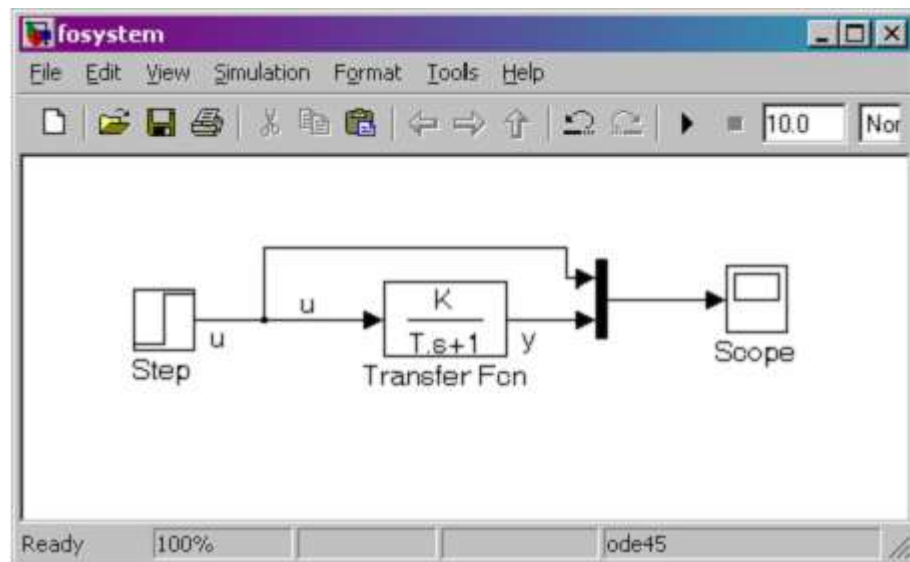 fosystem
File Edit View Simulation Format Tools Help
10.0 Nor
u
K
T.s+1
u
y
Step
Transfer Fcn
Scope
Ready 100% ode45